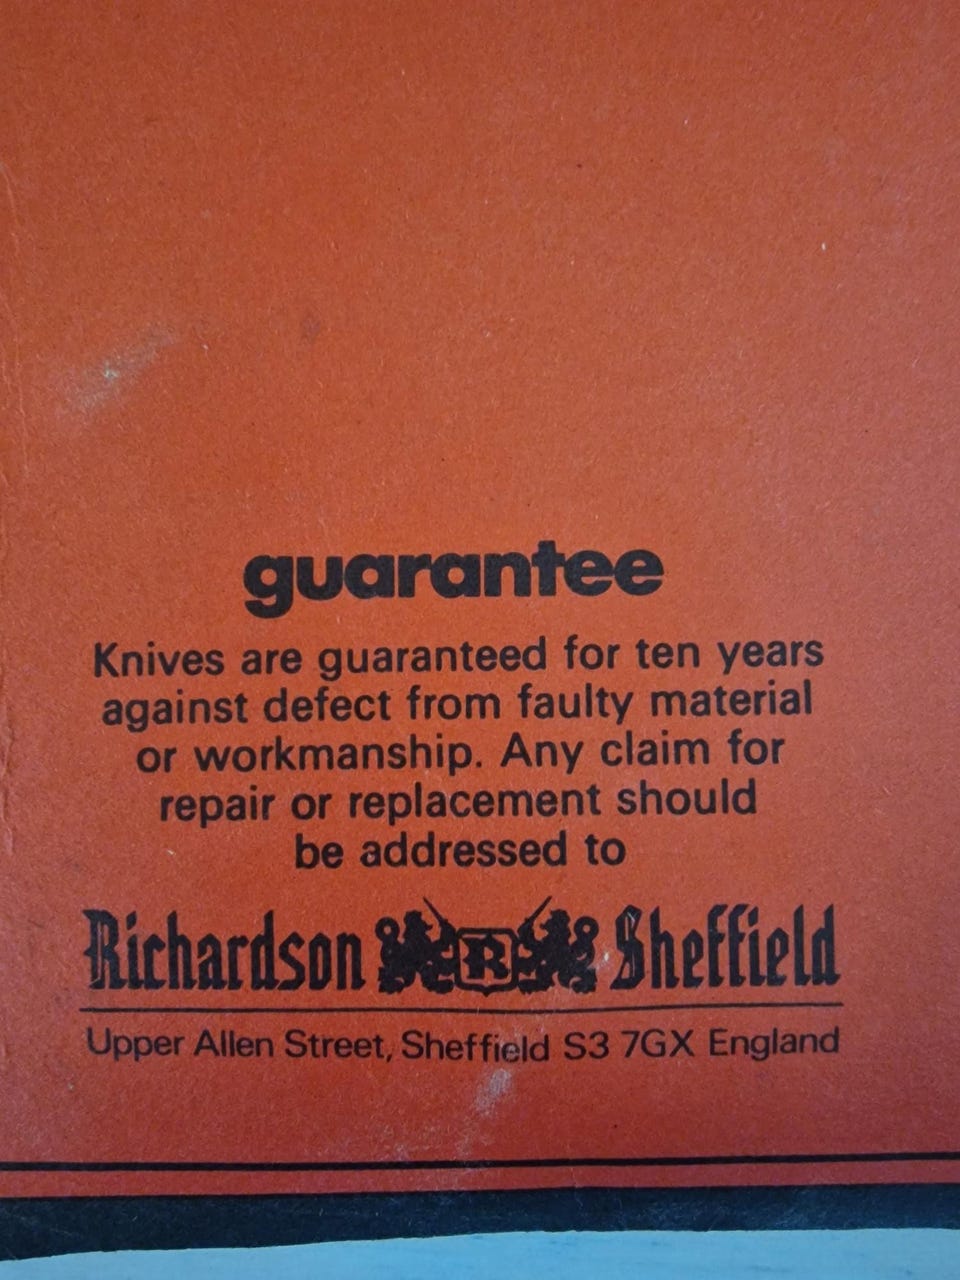 guarantee
Knives are guaranteed for ten years
against defect from faulty material
or workmanship. Any claim for
repair or replacement should
be addressed to
Richardson R Sheffield
Upper Allen Street, Sheffield S3 7GX England